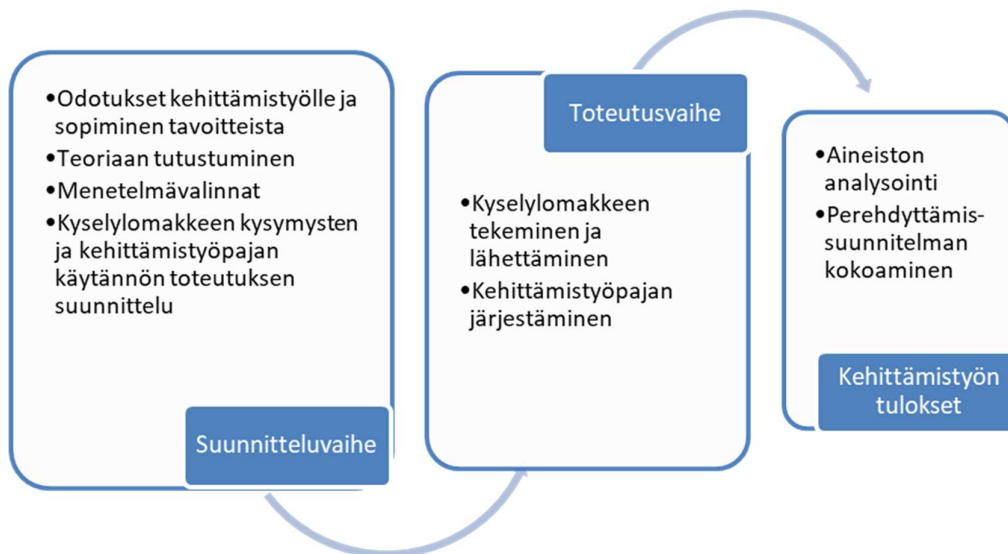 •Odotukset kehittämistyölle ja
sopiminen tavoitteista
•Teoriaan tutustuminen
•Menetelmävalinnat
•Kyselylomakkeen kysymysten
ja kehittämistyöpajan
käytännön toteutuksen
suunnittelu
Suunnitteluvaihe
Toteutusvaihe
•Kyselylomakkeen
tekeminen ja
lähettäminen
•Kehittämistyöpajan
järjestäminen
•Aineiston
analysointi
•Perehdyttämis-
suunnitelman
kokoaminen
Kehittämistyön
tulokset